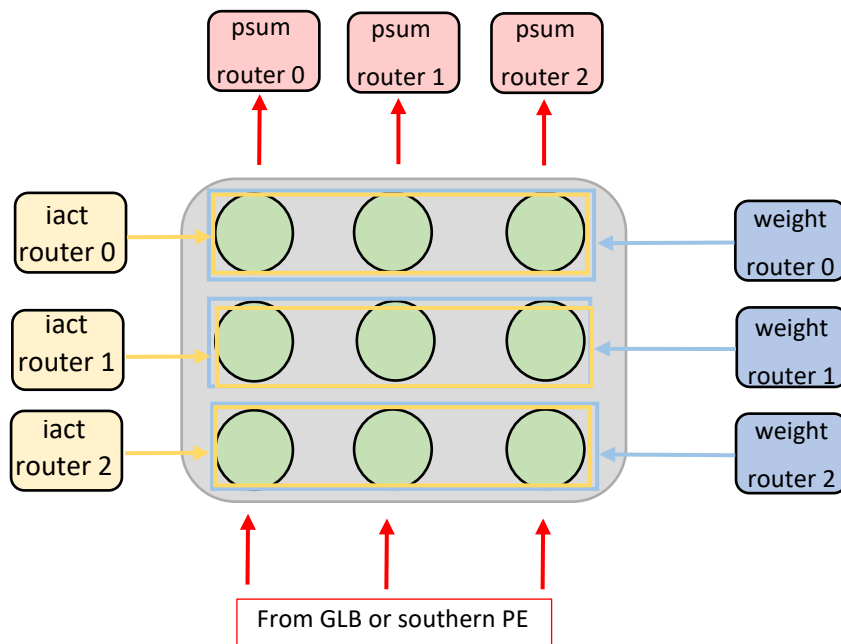 psum
router 0
psum
router 1
psum
router 2
iact
router 0
weight
router 0
iact
router 1
weight
router 1
iact
router 2
weight
router 2
From GLB or southern PE